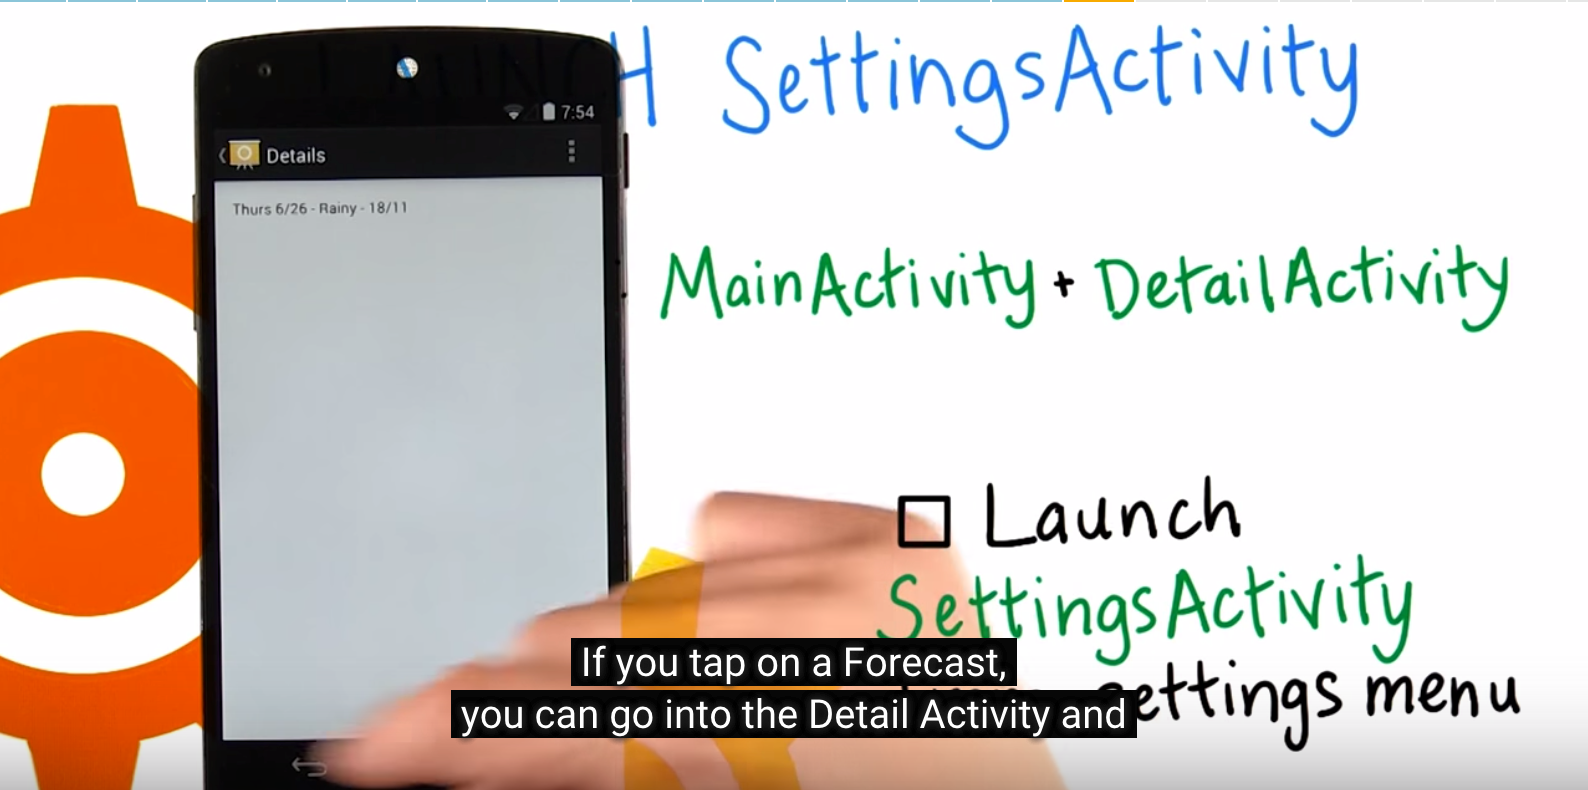 LAUNCH SettingsActivity
7:54
Details
Thurs 6/26 - Rainy - 18/11
MainActivity + DetailActivity
Launch
SettingsActivity
settings menu
If you tap on a Forecast,
you can go into the Detail Activity and